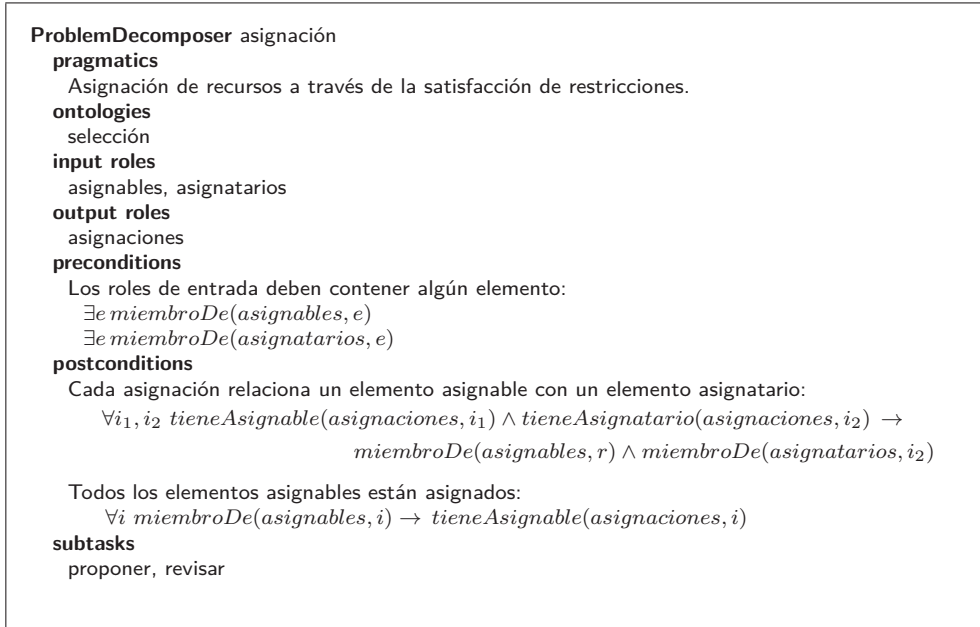 ProblemDecomposer asignación
pragmatics
Asignación de recursos a través de la satisfacción de restricciones.
ontologies
selección
input roles
asignables, asignatarios
output roles
asignaciones
preconditions
Los roles de entrada deben contener algún elemento:
∃e miembroDe(asignables, e)
∃e miembroDe(asignatarios, e)
postconditions
Cada asignación relaciona un elemento asignable con un elemento asignatario:
∀i₁, i₂ tieneAsignable(asignaciones, i₁) ∧ tieneAsignatario(asignaciones, i₂) →
miembroDe(asignables, r) ∧ miembroDe(asignatarios, i₂)
Todos los elementos asignables están asignados:
∀i miembroDe(asignables, i) → tieneAsignable(asignaciones, i)
subtasks
proponer, revisar